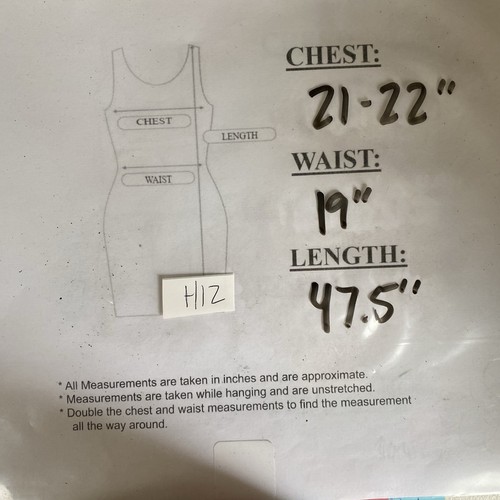 CHEST:
21-22"
CHEST
LENGTH
WAIST:
WAIST
19"
LENGTH:
H12
47.5"
* All Measurements are taken in inches and are approximate.
* Measurements are taken while hanging and are unstretched.
* Double the chest and waist measurements to find the measurement
all the way around.